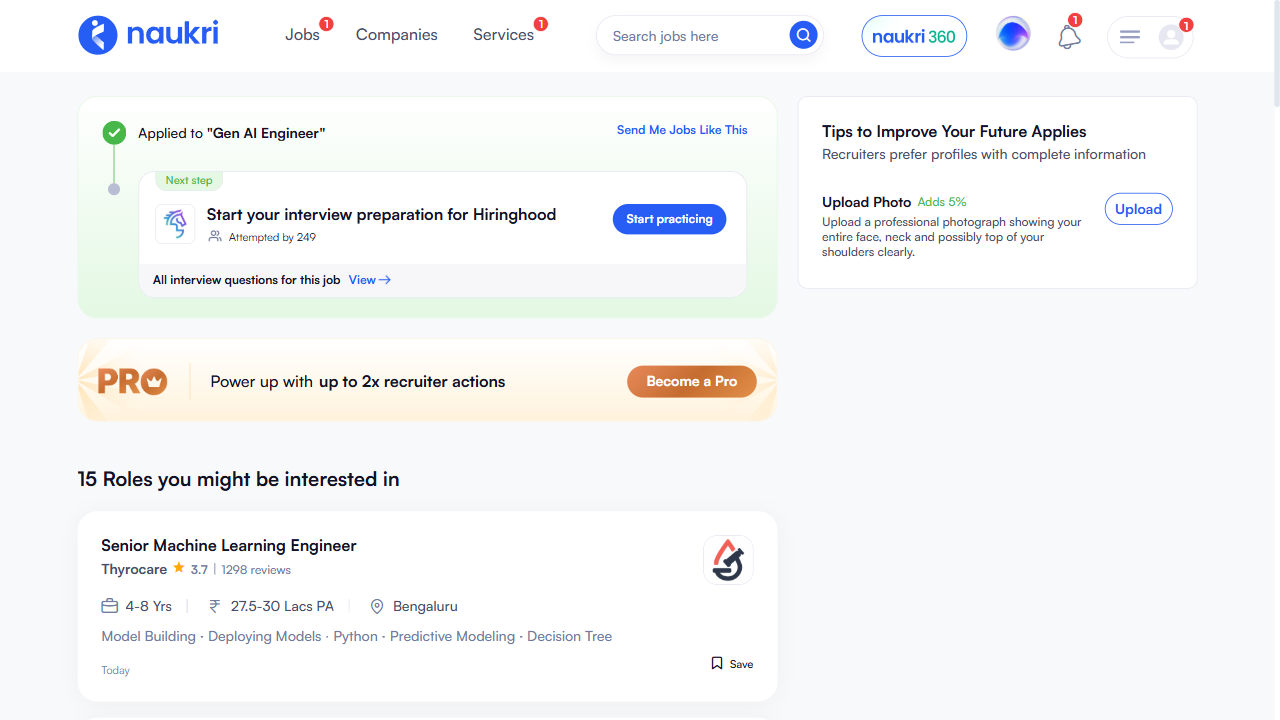 naukri
Jobs 1
Companies
Services 1
Search jobs here
naukri 360
1
1
Applied to "Gen AI Engineer"
Send Me Jobs Like This
Next step
Start your interview preparation for Hiringhood
Attempted by 249
Start practicing
All interview questions for this job View
PRO
Power up with up to 2x recruiter actions
Become a Pro
Tips to Improve Your Future Applies
Recruiters prefer profiles with complete information
Upload Photo Adds 5%
Upload a professional photograph showing your
entire face, neck and possibly top of your
shoulders clearly.
Upload
15 Roles you might be interested in
Senior Machine Learning Engineer
Thyrocare 3.7 | 1298 reviews
4-8 Yrs
₹ 27.5-30 Lacs PA
Bengaluru
Model Building · Deploying Models · Python · Predictive Modeling · Decision Tree
Today
Save